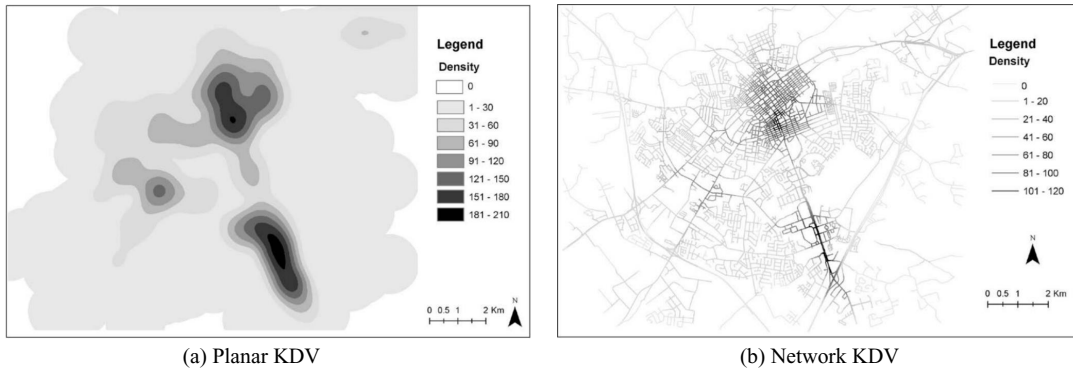 Legend
Density
0
1 - 30
31 - 60
61 - 90
91 - 120
121 - 150
151 - 180
181 - 210
N
0 0.5 1 2 Km
(a) Planar KDV
Legend
Density
0
1 - 20
21 - 40
41 - 60
61 - 80
81 - 100
101 - 120
N
0 0.5 1 2 Km
(b) Network KDV